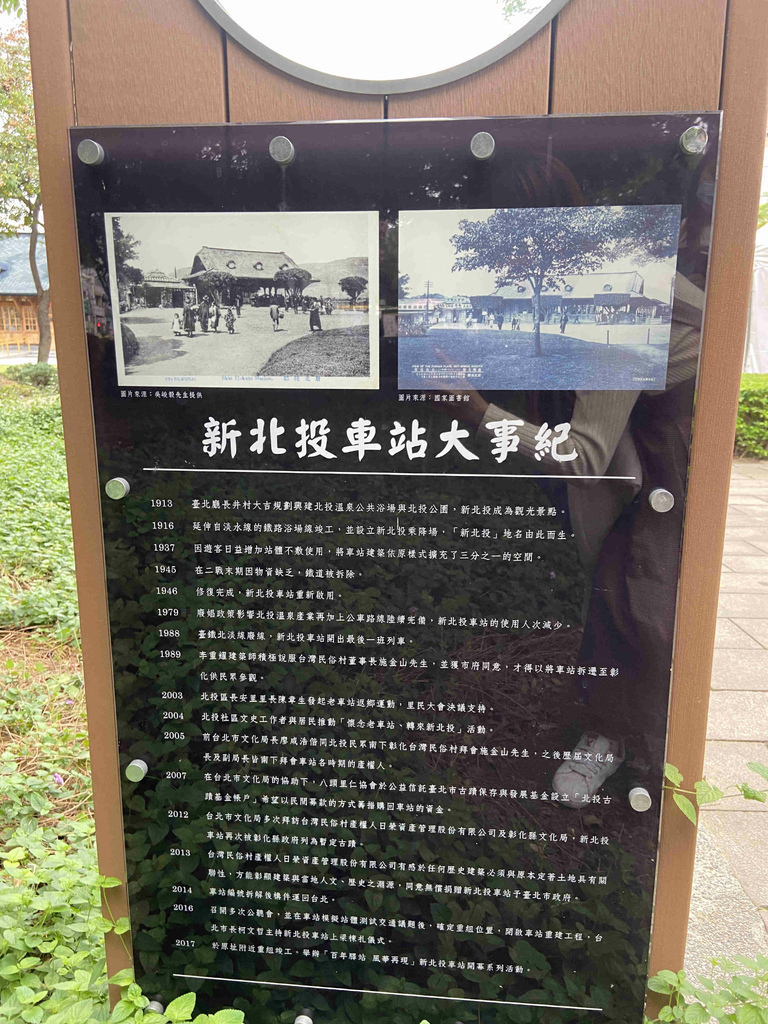 圖片來源：吳峻毅先生提供
圖片來源：國家圖書館
新北投車站大事紀
1913 臺北廳長井村大吉規劃興建北投溫泉公共浴場與北投公園，新北投成為觀光景點。
1916 延伸自淡水線的鐵路浴場線竣工，並設立新北投乘降場，「新北投」地名由此而生。
1937 因遊客日益增加站體不敷使用，將車站建築依原樣式擴充了三分之一的空間。
1945 在二戰末期因物資缺乏，鐵道被拆除。
1946 修復完成，新北投車站重新啟用。
1979 廢娼政策影響北投溫泉產業再加上公車路線陸續完備，新北投車站的使用人次減少。
1988 臺鐵北淡線廢線，新北投車站開出最後一班列車。
1989 李重耀建築師積極說服台灣民俗村董事長施金山先生，並獲市府同意，才得以將車站拆遷至彰
化供民眾參觀。
2003 北投區長安里里長陳章生發起老車站返鄉運動，里民大會決議支持。
2004 北投社區文史工作者與居民推動「懷念老車站、轉來新北投」活動。
2005 前台北市文化局長廖咸浩偕同北投民眾南下彰化台灣民俗村拜會施金山先生，之後歷屆文化局
長及副局長皆南下拜會車站各時期的產權人。
2007 在台北市文化局的協助下，八頭里仁協會於公益信託臺北市古蹟保存與發展基金設立「北投古
蹟基金帳戶」希望以民間募款的方式籌措購回車站的資金。
2012 台北市文化局多次拜訪台灣民俗村產權人日榮資產管理股份有限公司及彰化縣文化局，新北投
車站再次被彰化縣政府列為暫定古蹟。
2013 台灣民俗村產權人日榮資產管理股份有限公司有感於任何歷史建築必須與原本定著土地具有關
聯性，方能彰顯建築與當地人文、歷史之淵源，同意無償捐贈新北投車站予臺北市政府。
2014 車站編號拆解後構件運回台北。
2016 召開多次公聽會，並在車站模擬站體測試交通議題後，確定重組位置，開啟車站重建工程，台
北市長柯文哲主持新北投車站上梁棟札儀式。
2017 於原址附近重組竣工。舉辦「百年驛站 風華再現」新北投車站開幕系列活動。